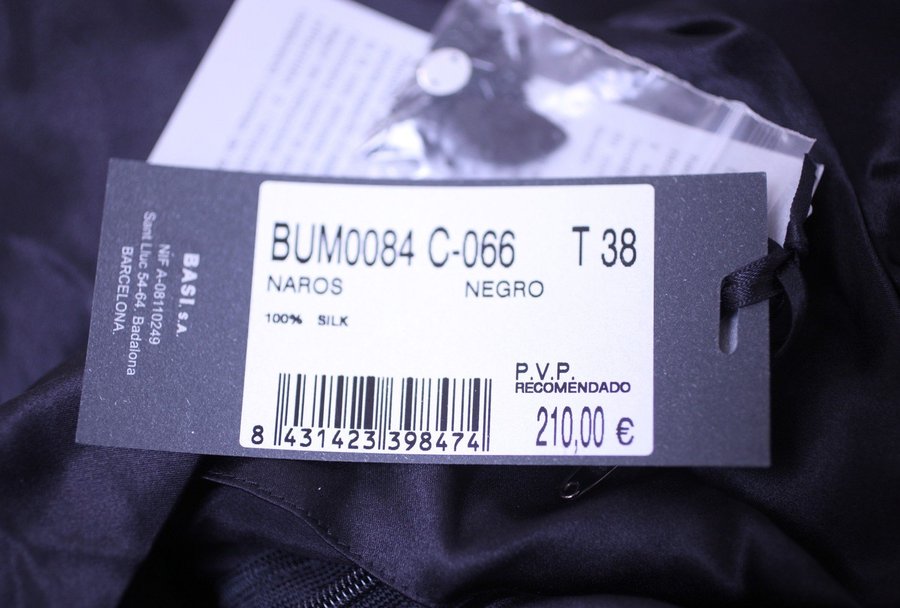 BASI, s.A.
NIF A-08110249
Sant Lluc 54-64. Badalona
BARCELONA.
BUM0084 C-066 T 38
NAROS NEGRO
100% SILK
P.V.P.
RECOMENDADO
210,00 €
8 431423 398474